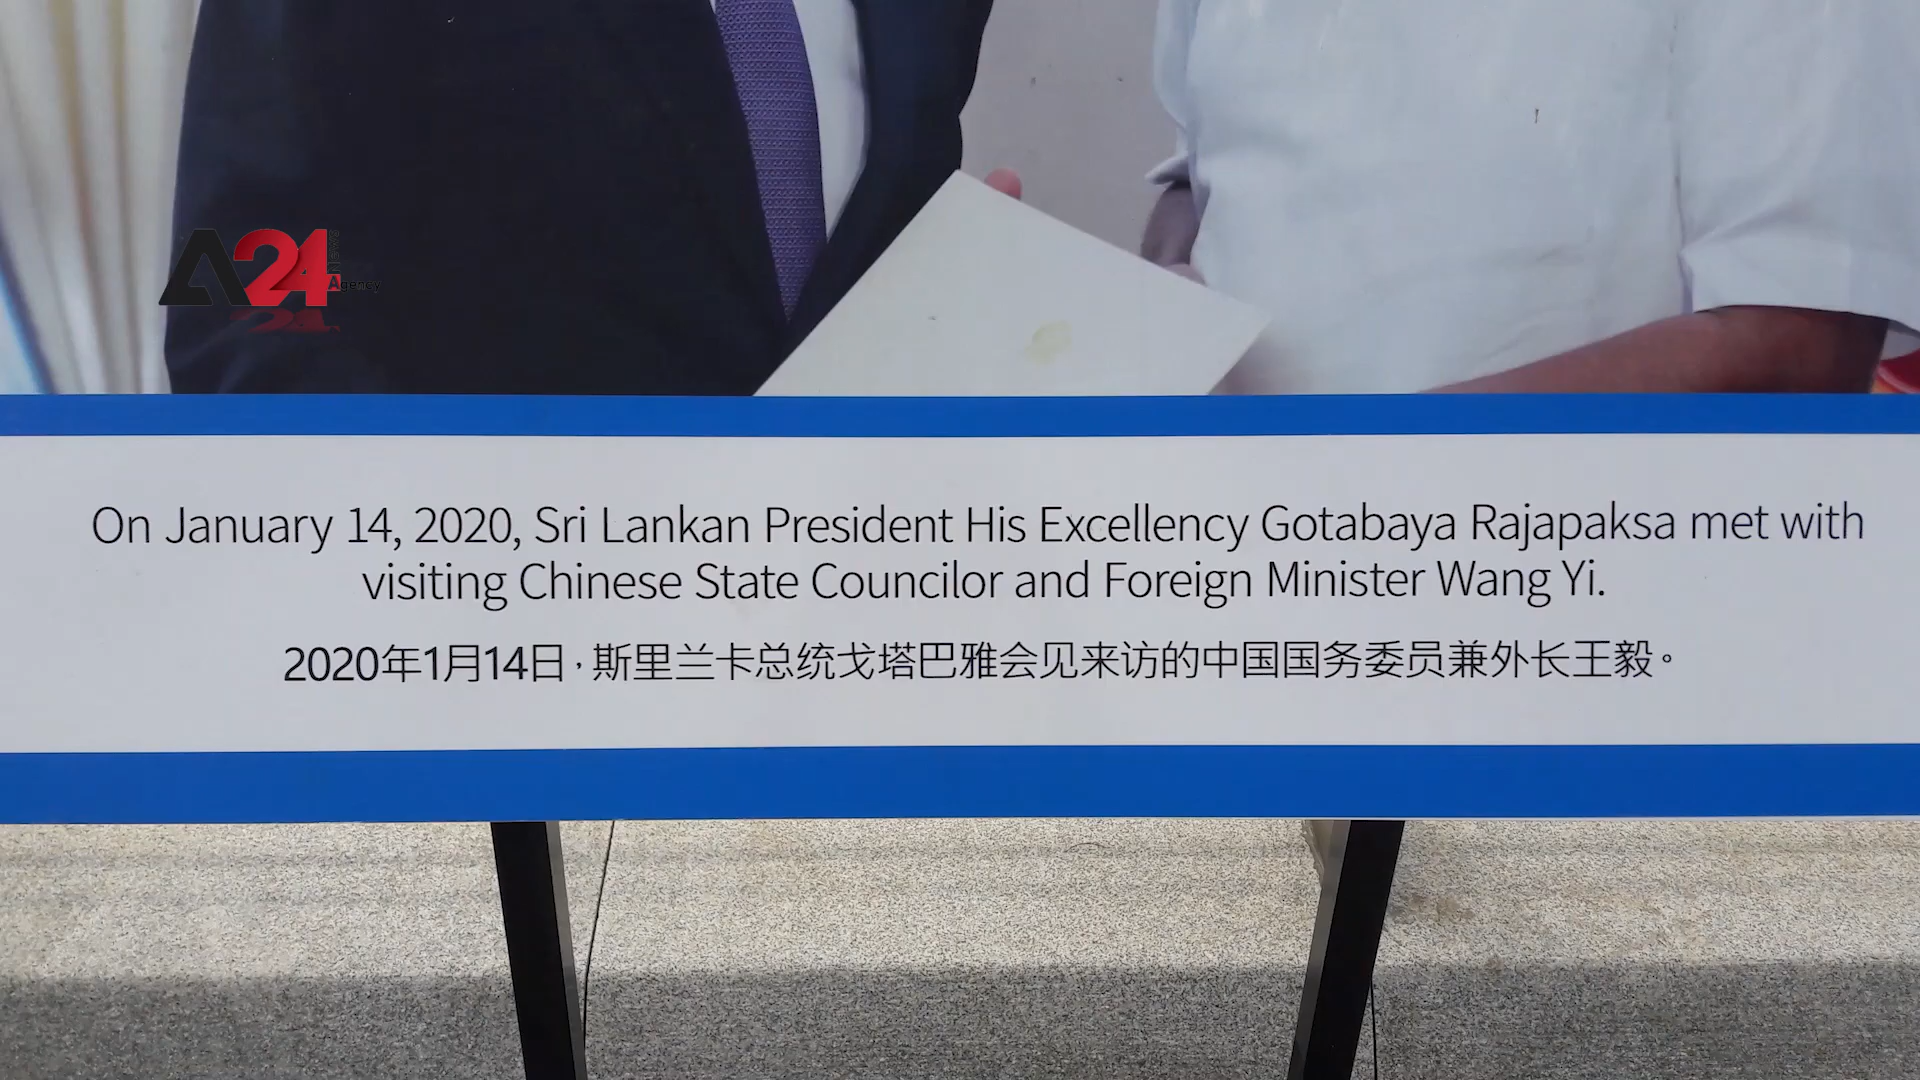 A24
NEWS
Agency
On January 14, 2020, Sri Lankan President His Excellency Gotabaya Rajapaksa met with
visiting Chinese State Councilor and Foreign Minister Wang Yi.
2020年1月14日，斯里兰卡总统戈塔巴雅会见来访的中国国务委员兼外长王毅。